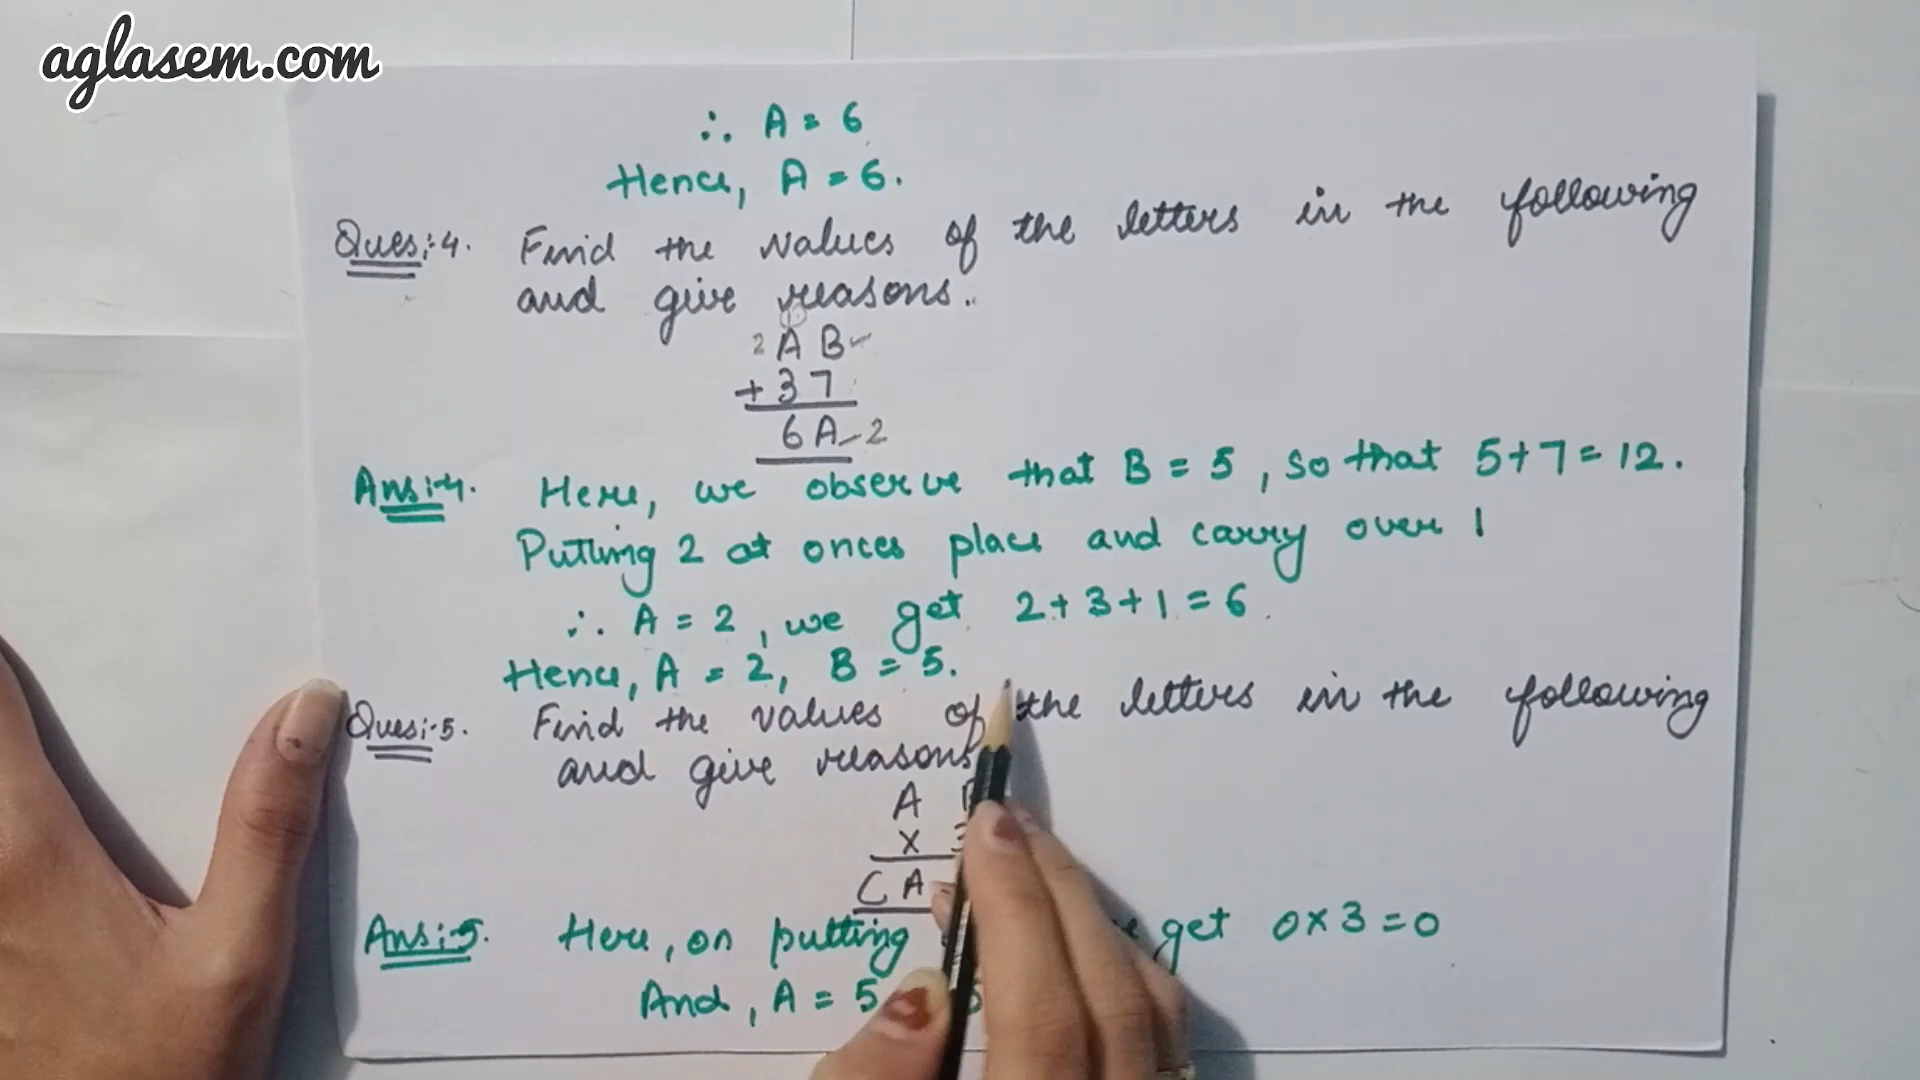 aglasem.com
∴ A = 6
Hence, A = 6.
Ques:-4. Find the values of the letters in the following
and give reasons.
2 A B
+ 3 7
6 A 2
Ans:-4. Here, we observe that B = 5, so that 5+7=12.
Putting 2 at onces place and carry over 1
∴ A = 2, we get 2+3+1=6
Hence, A = 2, B = 5.
Ques:-5. Find the values of the letters in the following
and give reasons
A
X
C A
Ans:-5. Here, on putting get 0×3=0
And, A = 5